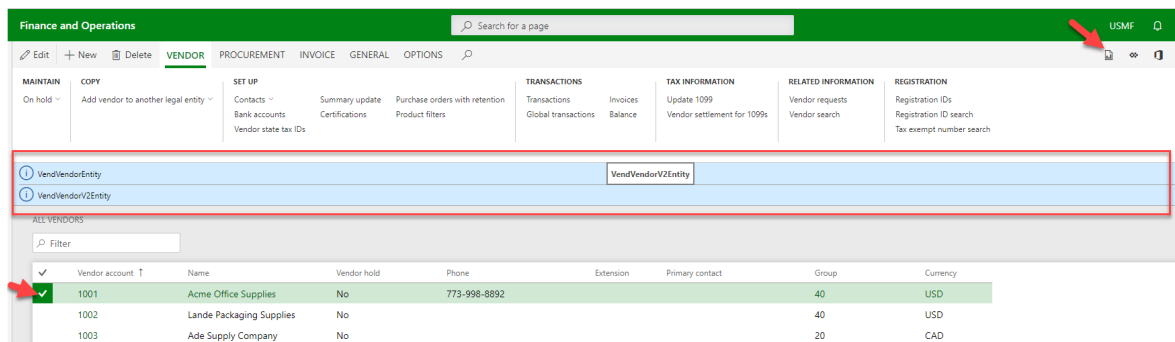 Finance and Operations Search for a page USMF
Edit New Delete VENDOR PROCUREMENT INVOICE GENERAL OPTIONS
MAINTAIN COPY SET UP TRANSACTIONS TAX INFORMATION RELATED INFORMATION REGISTRATION
On hold Add vendor to another legal entity Contacts Summary update Purchase orders with retention Transactions Invoices Update 1099 Vendor requests Registration IDs
Bank accounts Certifications Product filters Global transactions Balance Vendor settlement for 1099s Vendor search Registration ID search
Vendor state tax IDs Tax exempt number search
VendVendorEntity VendVendorV2Entity
VendVendorV2Entity
ALL VENDORS
Filter
Vendor account Name Vendor hold Phone Extension Primary contact Group Currency
1001 Acme Office Supplies No 773-998-8892 40 USD
1002 Lande Packaging Supplies No 40 USD
1003 Ade Supply Company No 20 CAD